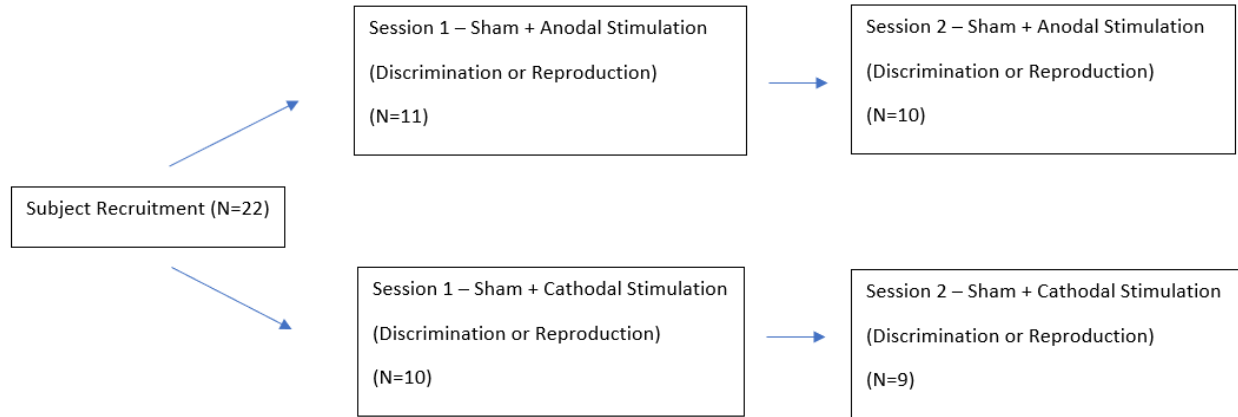 Session 1 – Sham + Anodal Stimulation
(Discrimination or Reproduction)
(N=11)
Session 2 – Sham + Anodal Stimulation
(Discrimination or Reproduction)
(N=10)
Subject Recruitment (N=22)
Session 1 – Sham + Cathodal Stimulation
(Discrimination or Reproduction)
(N=10)
Session 2 – Sham + Cathodal Stimulation
(Discrimination or Reproduction)
(N=9)